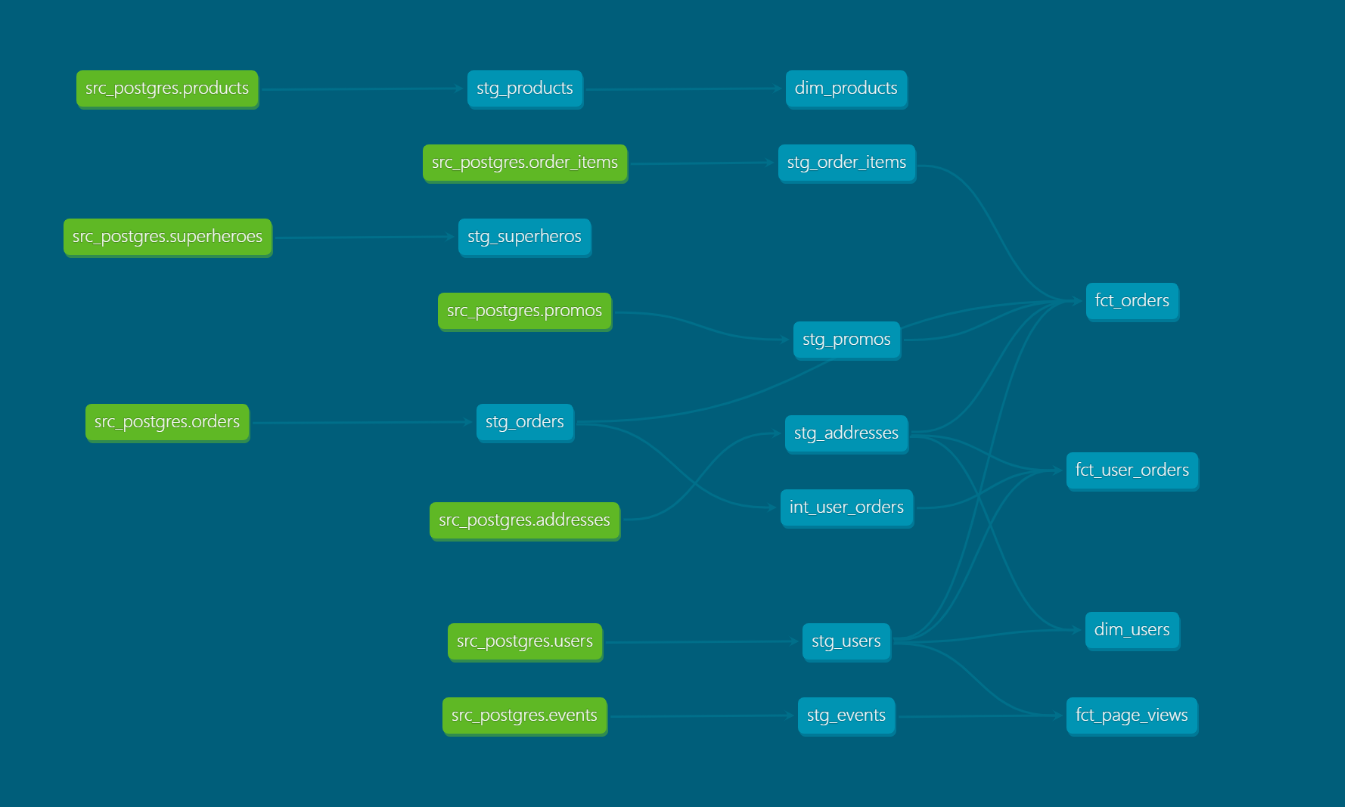 src_postgres.products
stg_products
dim_products
src_postgres.order_items
stg_order_items
src_postgres.superheroes
stg_superheros
src_postgres.promos
fct_orders
stg_promos
src_postgres.orders
stg_orders
stg_addresses
fct_user_orders
int_user_orders
src_postgres.addresses
src_postgres.users
stg_users
dim_users
src_postgres.events
stg_events
fct_page_views